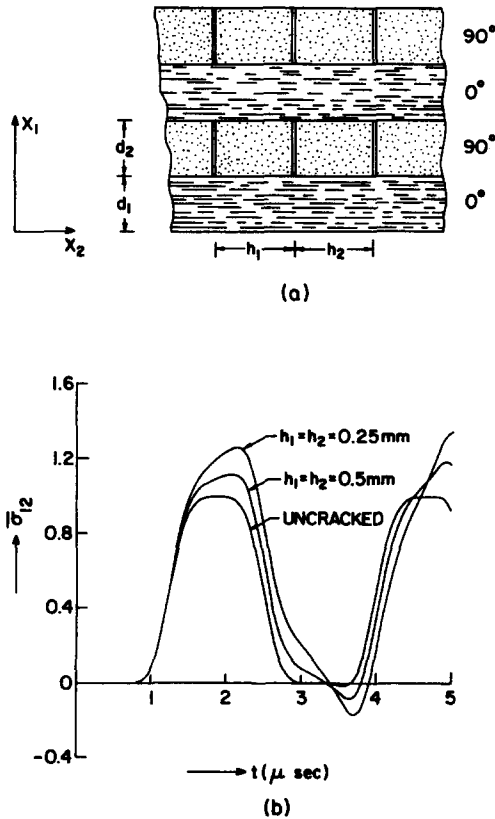 90°
0°
90°
0°
X₁
X₂
d₂
d₁
h₁ h₂
(a)
1.6
1.2
0.8
0.4
0
-0.4
σ̅₁₂
h₁ = h₂ = 0.25mm
h₁ = h₂ = 0.5mm
UNCRACKED
1 2 3 4 5
t (μ sec)
(b)